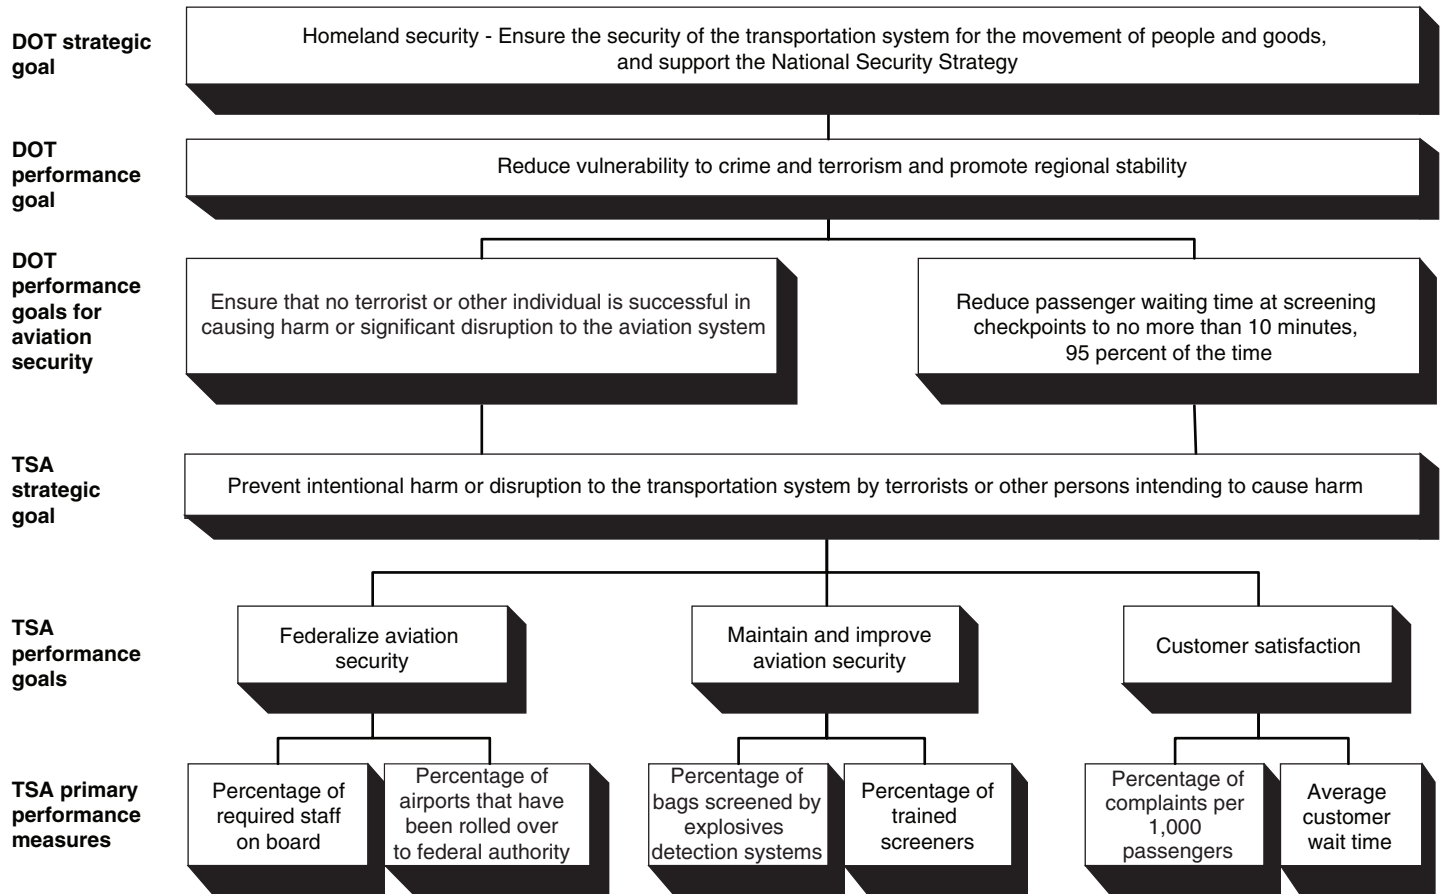 DOT strategic
goal
Homeland security - Ensure the security of the transportation system for the movement of people and goods,
and support the National Security Strategy
DOT
performance
goal
Reduce vulnerability to crime and terrorism and promote regional stability
DOT
performance
goals for
aviation
security
Ensure that no terrorist or other individual is successful in
causing harm or significant disruption to the aviation system
Reduce passenger waiting time at screening
checkpoints to no more than 10 minutes,
95 percent of the time
TSA
strategic
goal
Prevent intentional harm or disruption to the transportation system by terrorists or other persons intending to cause harm
TSA
performance
goals
Federalize aviation
security
Maintain and improve
aviation security
Customer satisfaction
TSA primary
performance
measures
Percentage of
required staff
on board
Percentage of
airports that have
been rolled over
to federal authority
Percentage of
bags screened by
explosives
detection systems
Percentage of
trained
screeners
Percentage of
complaints per
1,000
passengers
Average
customer
wait time